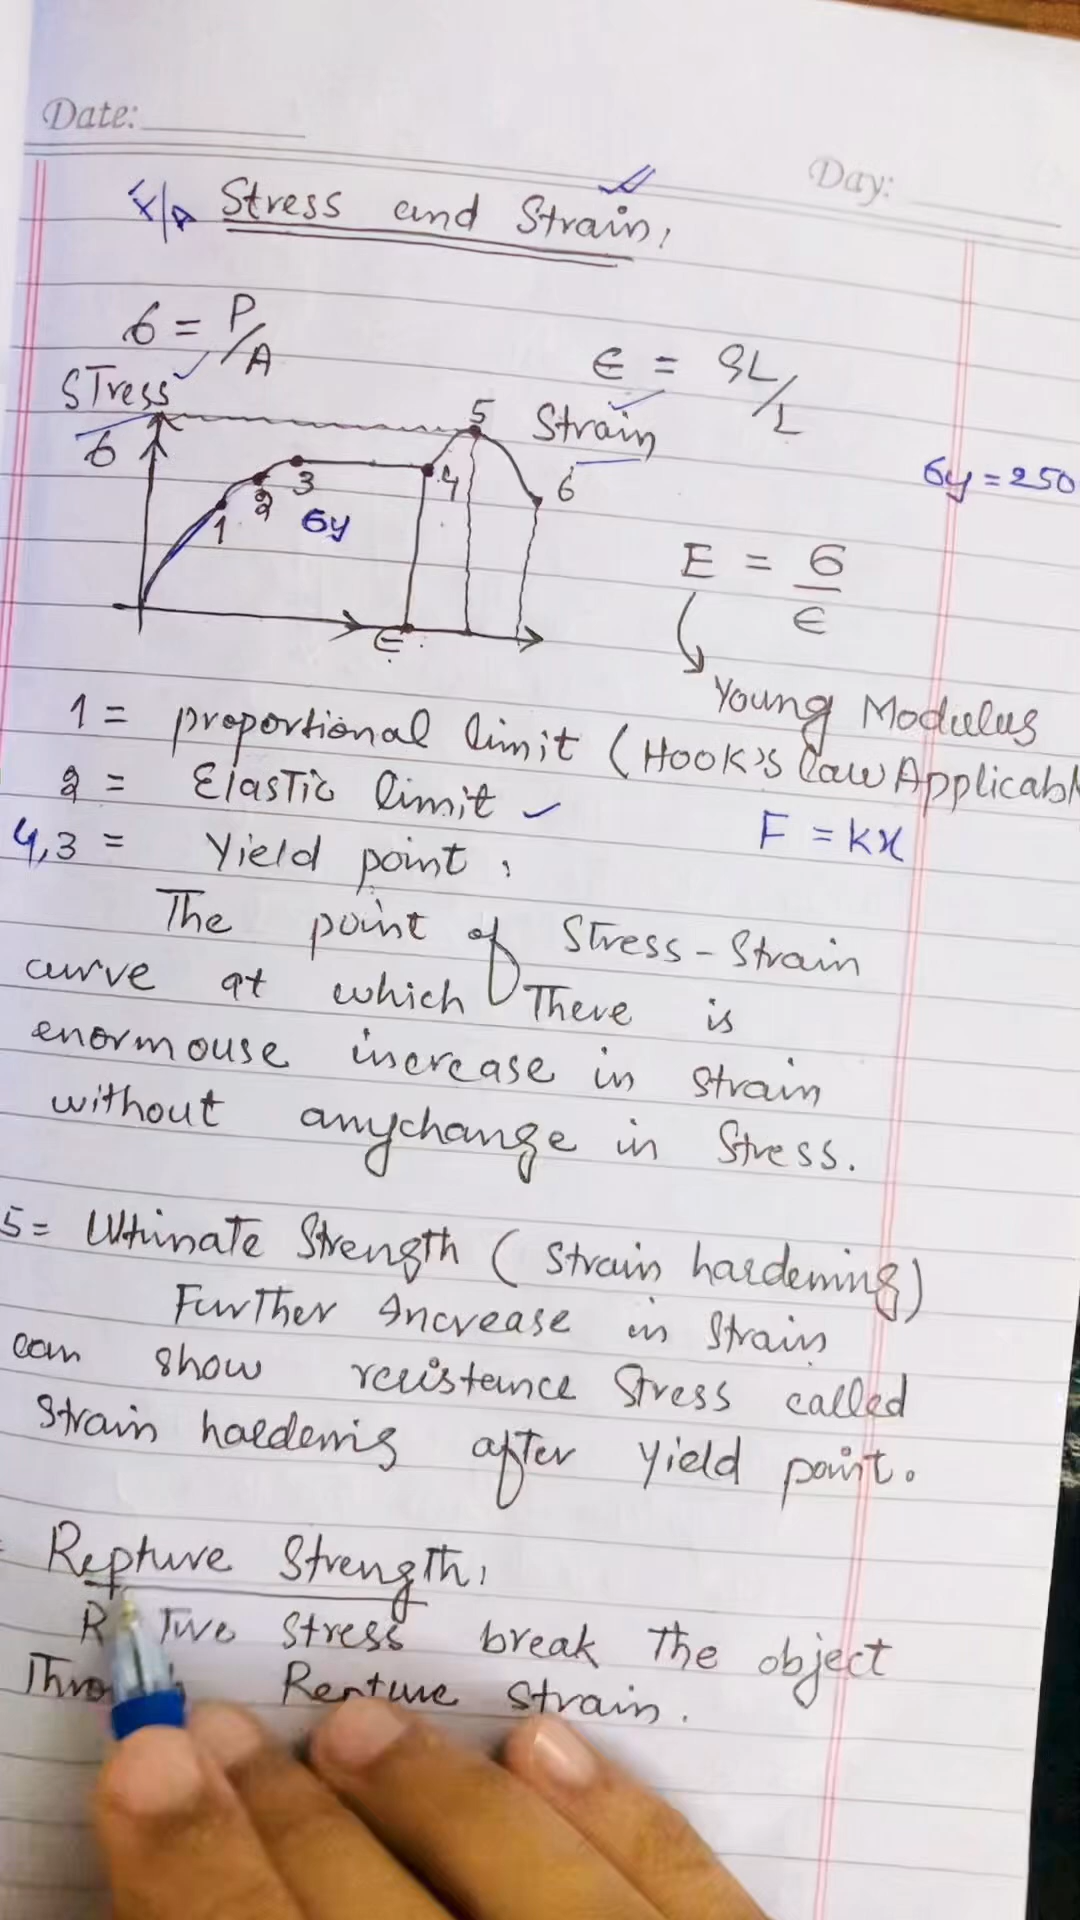 Date:
Day:
F/A Stress and Strain,
6 = P/A
ϵ = SL/L
STress
6
5
Strain
4
6
3
2
1
6y
6y = 250
E = 6/ϵ
ϵ
Young Modulus
1 = proportional limit (Hook's law Applicabl
2 = Elastic limit
F = kx
4,3 = Yield point :
The point of Stress-Strain
curve at which There is
enormouse increase in strain
without anychange in Stress.
5 = Ultimate Strength ( Strain hardening)
Further Increase in Strain
can show resistance Stress called
Strain hardening after Yield point.
= Repture Strength:
Stress break The object
Repture strain.